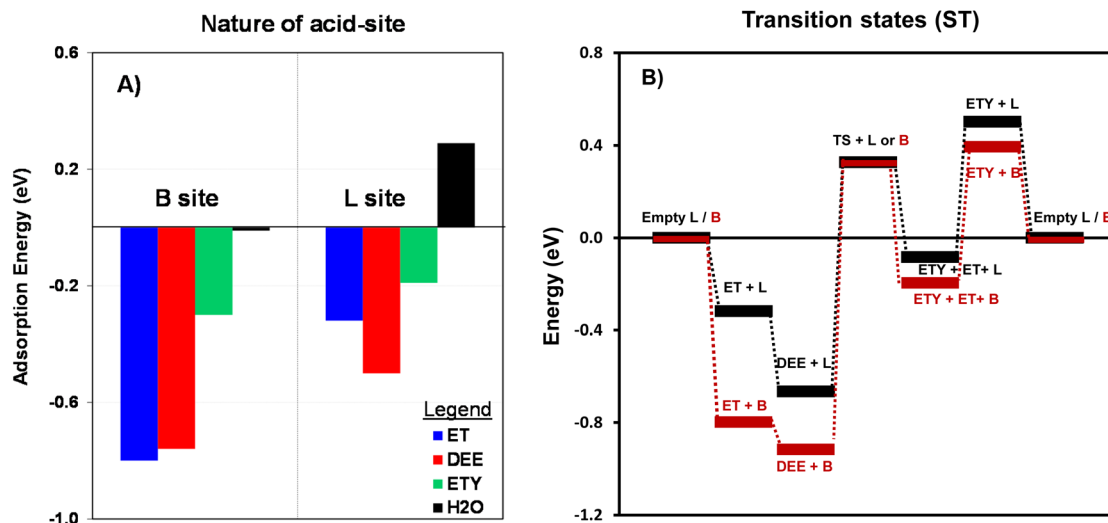 Nature of acid-site
A)
Adsorption Energy (eV)
0.6
0.2
-0.2
-0.6
-1.0
B site
L site
Legend
ET
DEE
ETY
H2O
Transition states (ST)
B)
Energy (eV)
0.8
0.4
0.0
-0.4
-0.8
-1.2
Empty L / B
ET + L
ET + B
DEE + L
DEE + B
TS + L or B
ETY + ET+ L
ETY + ET+ B
ETY + L
ETY + B
Empty L / B